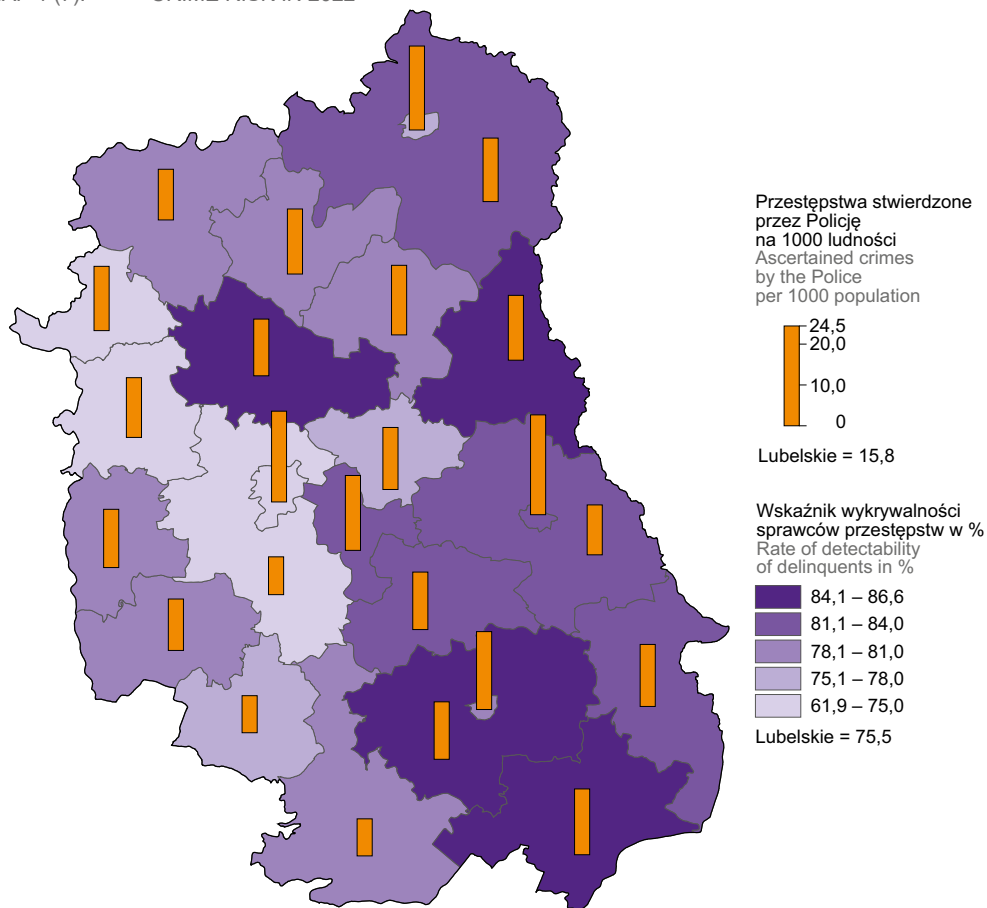 Przestępstwa stwierdzone
przez Policję
na 1000 ludności
Ascertained crimes
by the Police
per 1000 population
24,5
20,0
10,0
0
Lubelskie = 15,8
Wskaźnik wykrywalności
sprawców przestępstw w %
Rate of detectability
of delinquents in %
84,1 – 86,6
81,1 – 84,0
78,1 – 81,0
75,1 – 78,0
61,9 – 75,0
Lubelskie = 75,5